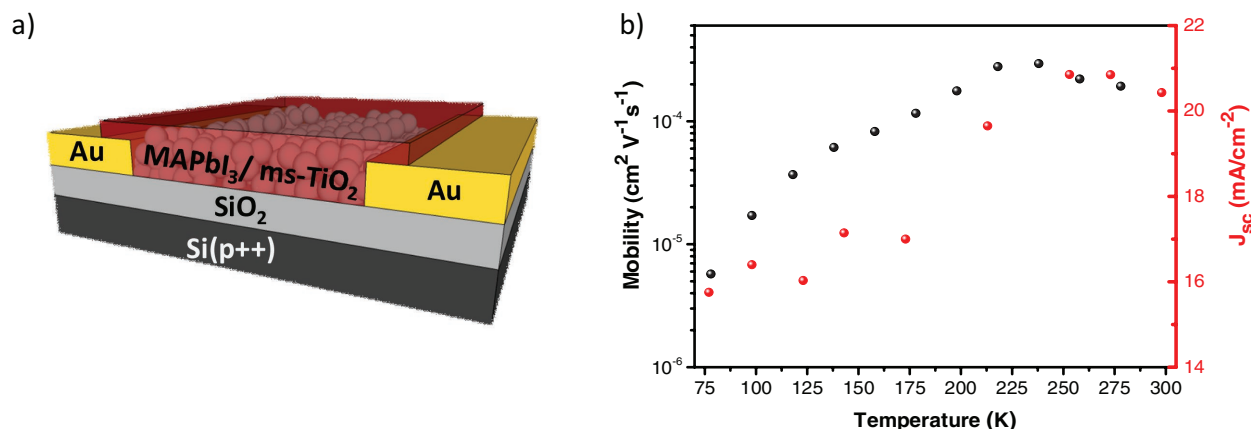 a)
Au
MAPbI₃/ ms-TiO₂
Au
SiO₂
Si(p++)
b)
Mobility (cm² V⁻¹ s⁻¹)
10⁻⁴
10⁻⁵
10⁻⁶
22
20
18
16
14
J_sc (mA/cm⁻²)
75 100 125 150 175 200 225 250 275 300
Temperature (K)